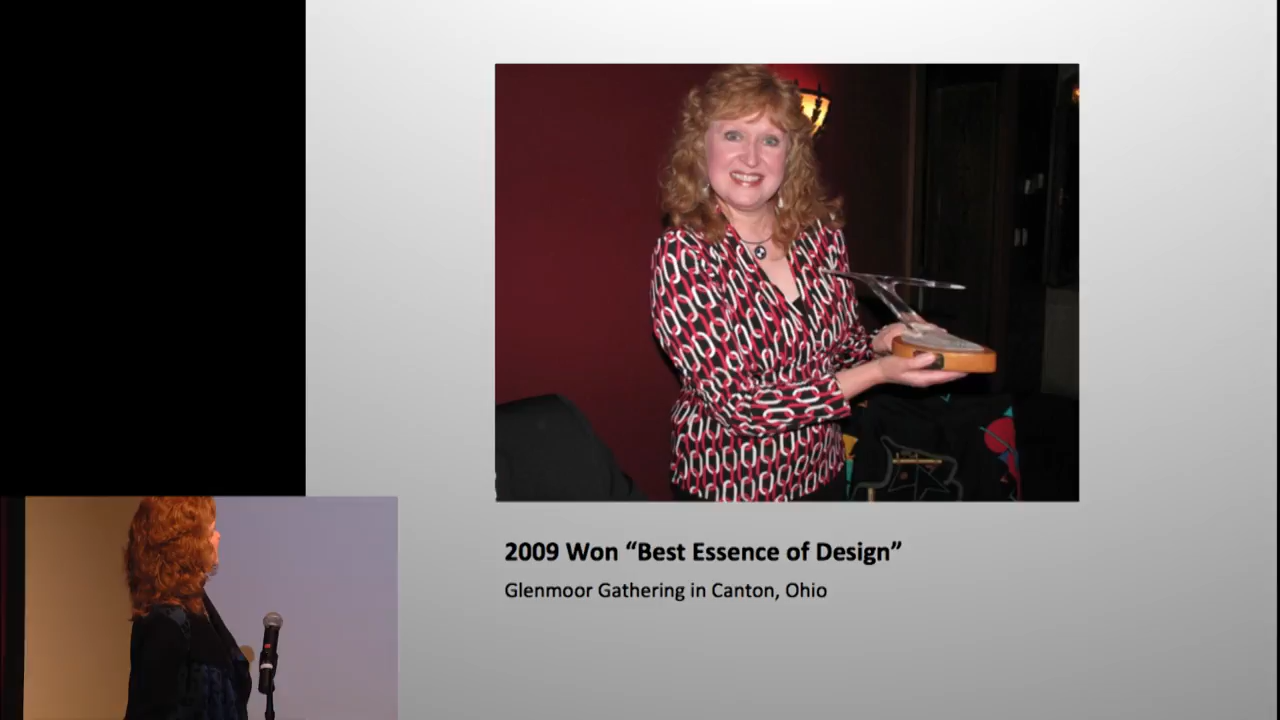 2009 Won “Best Essence of Design”
Glenmoor Gathering in Canton, Ohio